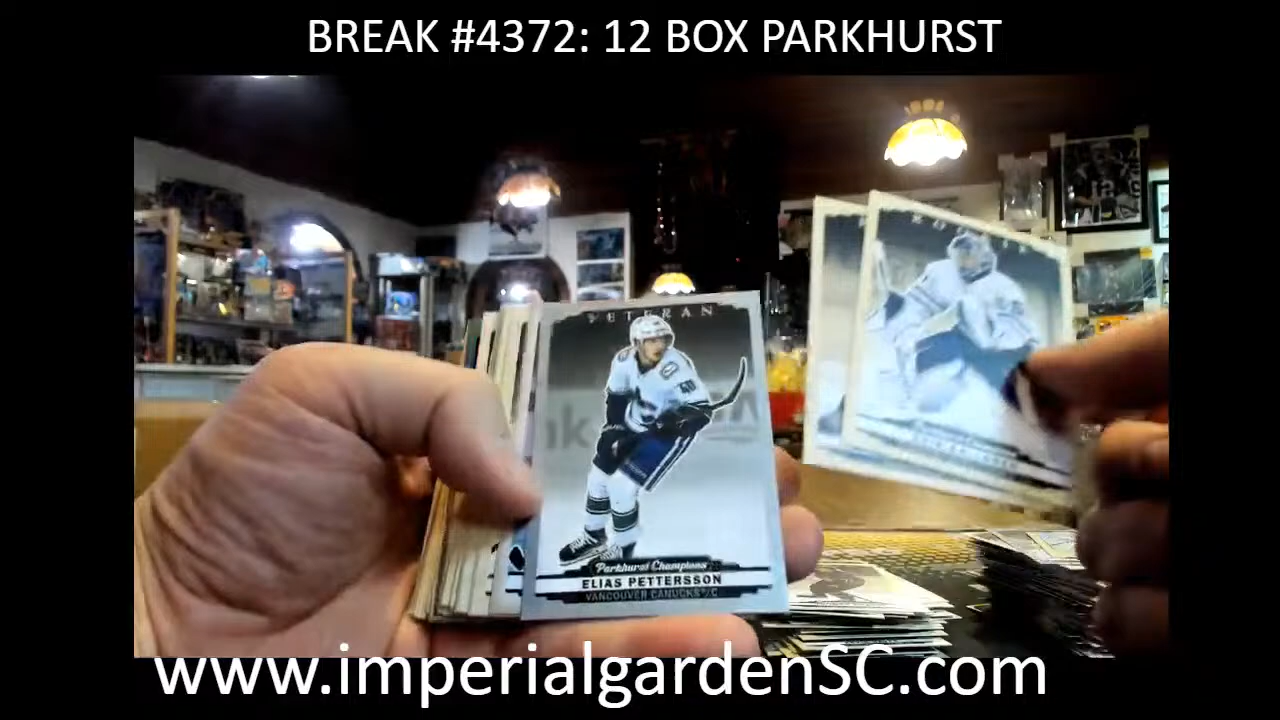 BREAK #4372: 12 BOX PARKHURST
VETERAN
Parkhurst Champions
ELIAS PETTERSSON
VANCOUVER CANUCKS / C
www.imperialgardenSC.com